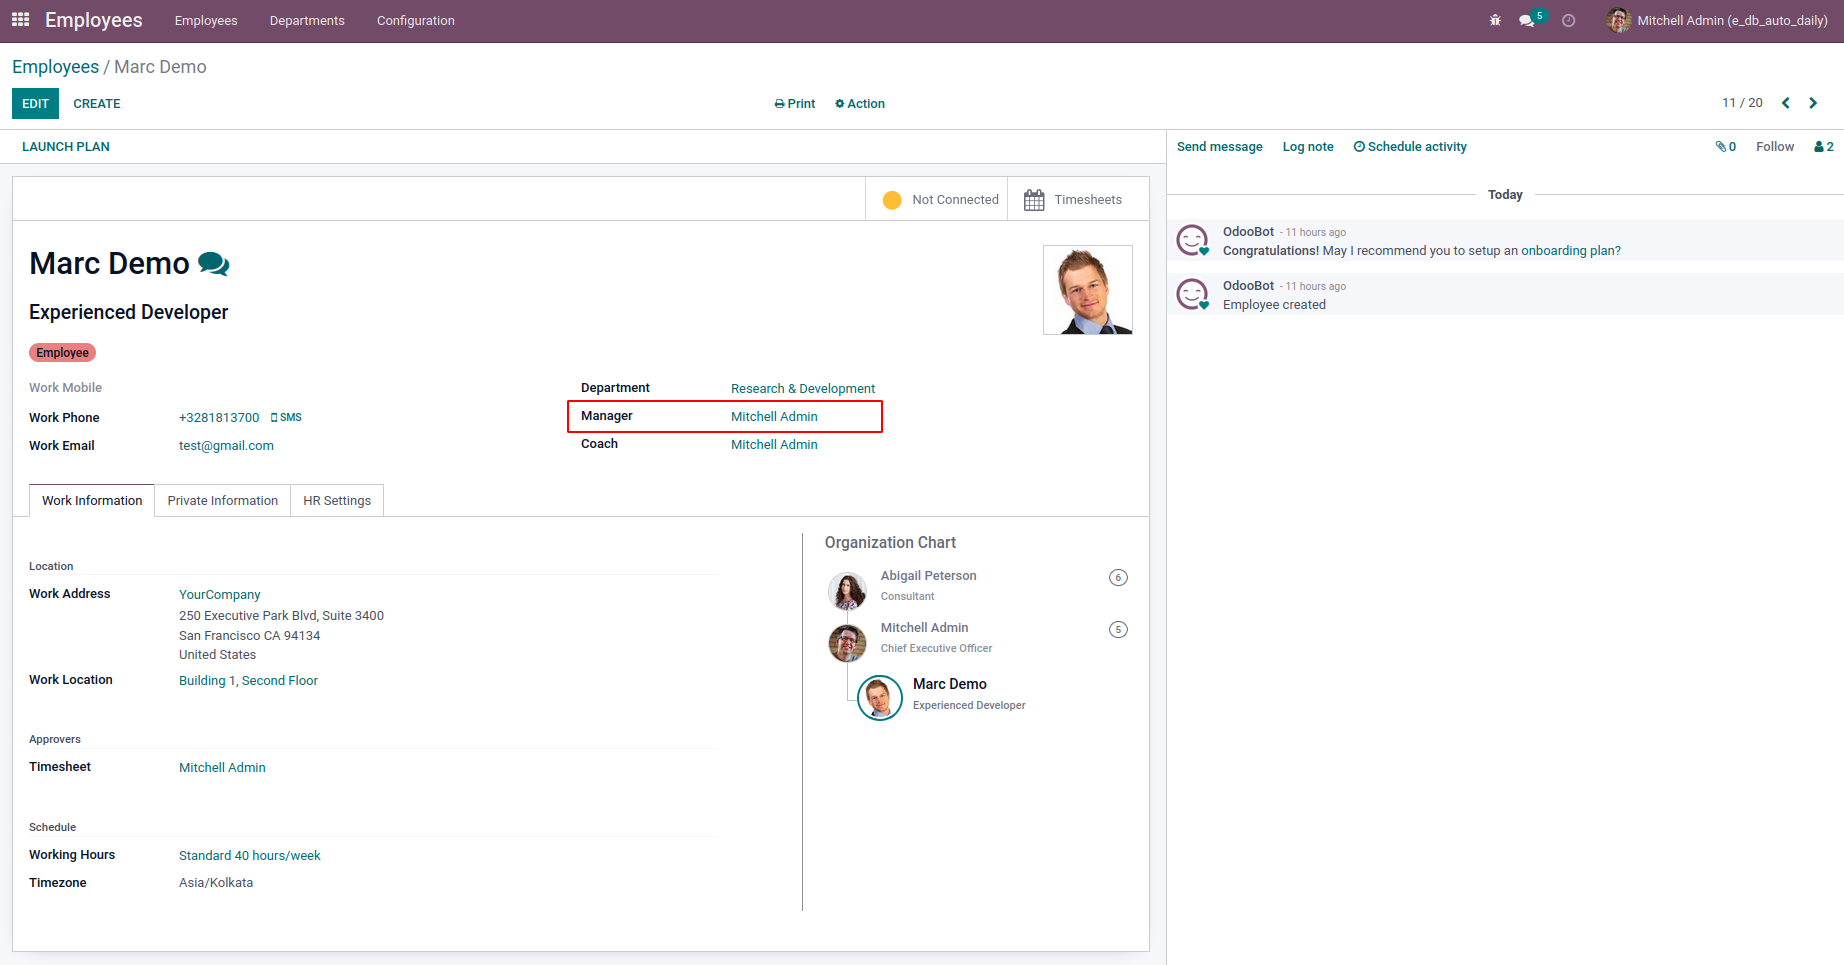 Employees Employees Departments Configuration 5 Mitchell Admin (e_db_auto_daily)
Employees / Marc Demo
EDIT CREATE Print Action 11 / 20
LAUNCH PLAN
Send message Log note Schedule activity 0 Follow 2
Not Connected Timesheets
Today
Marc Demo
Experienced Developer
Employee
Work Mobile
Work Phone +3281813700 SMS
Work Email test@gmail.com
Department Research & Development
Manager Mitchell Admin
Coach Mitchell Admin
OdooBot - 11 hours ago
Congratulations! May I recommend you to setup an onboarding plan?
OdooBot - 11 hours ago
Employee created
Work Information Private Information HR Settings
Location
Work Address YourCompany
250 Executive Park Blvd, Suite 3400
San Francisco CA 94134
United States
Work Location Building 1, Second Floor
Approvers
Timesheet Mitchell Admin
Schedule
Working Hours Standard 40 hours/week
Timezone Asia/Kolkata
Organization Chart
Abigail Peterson 6
Consultant
Mitchell Admin 5
Chief Executive Officer
Marc Demo
Experienced Developer